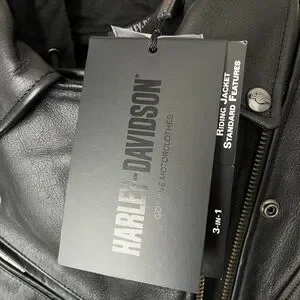 HARLEY-DAVIDSON®
GENUINE MOTORCLOTHES
RIDING JACKET
STANDARD FEATURES
3-IN-1